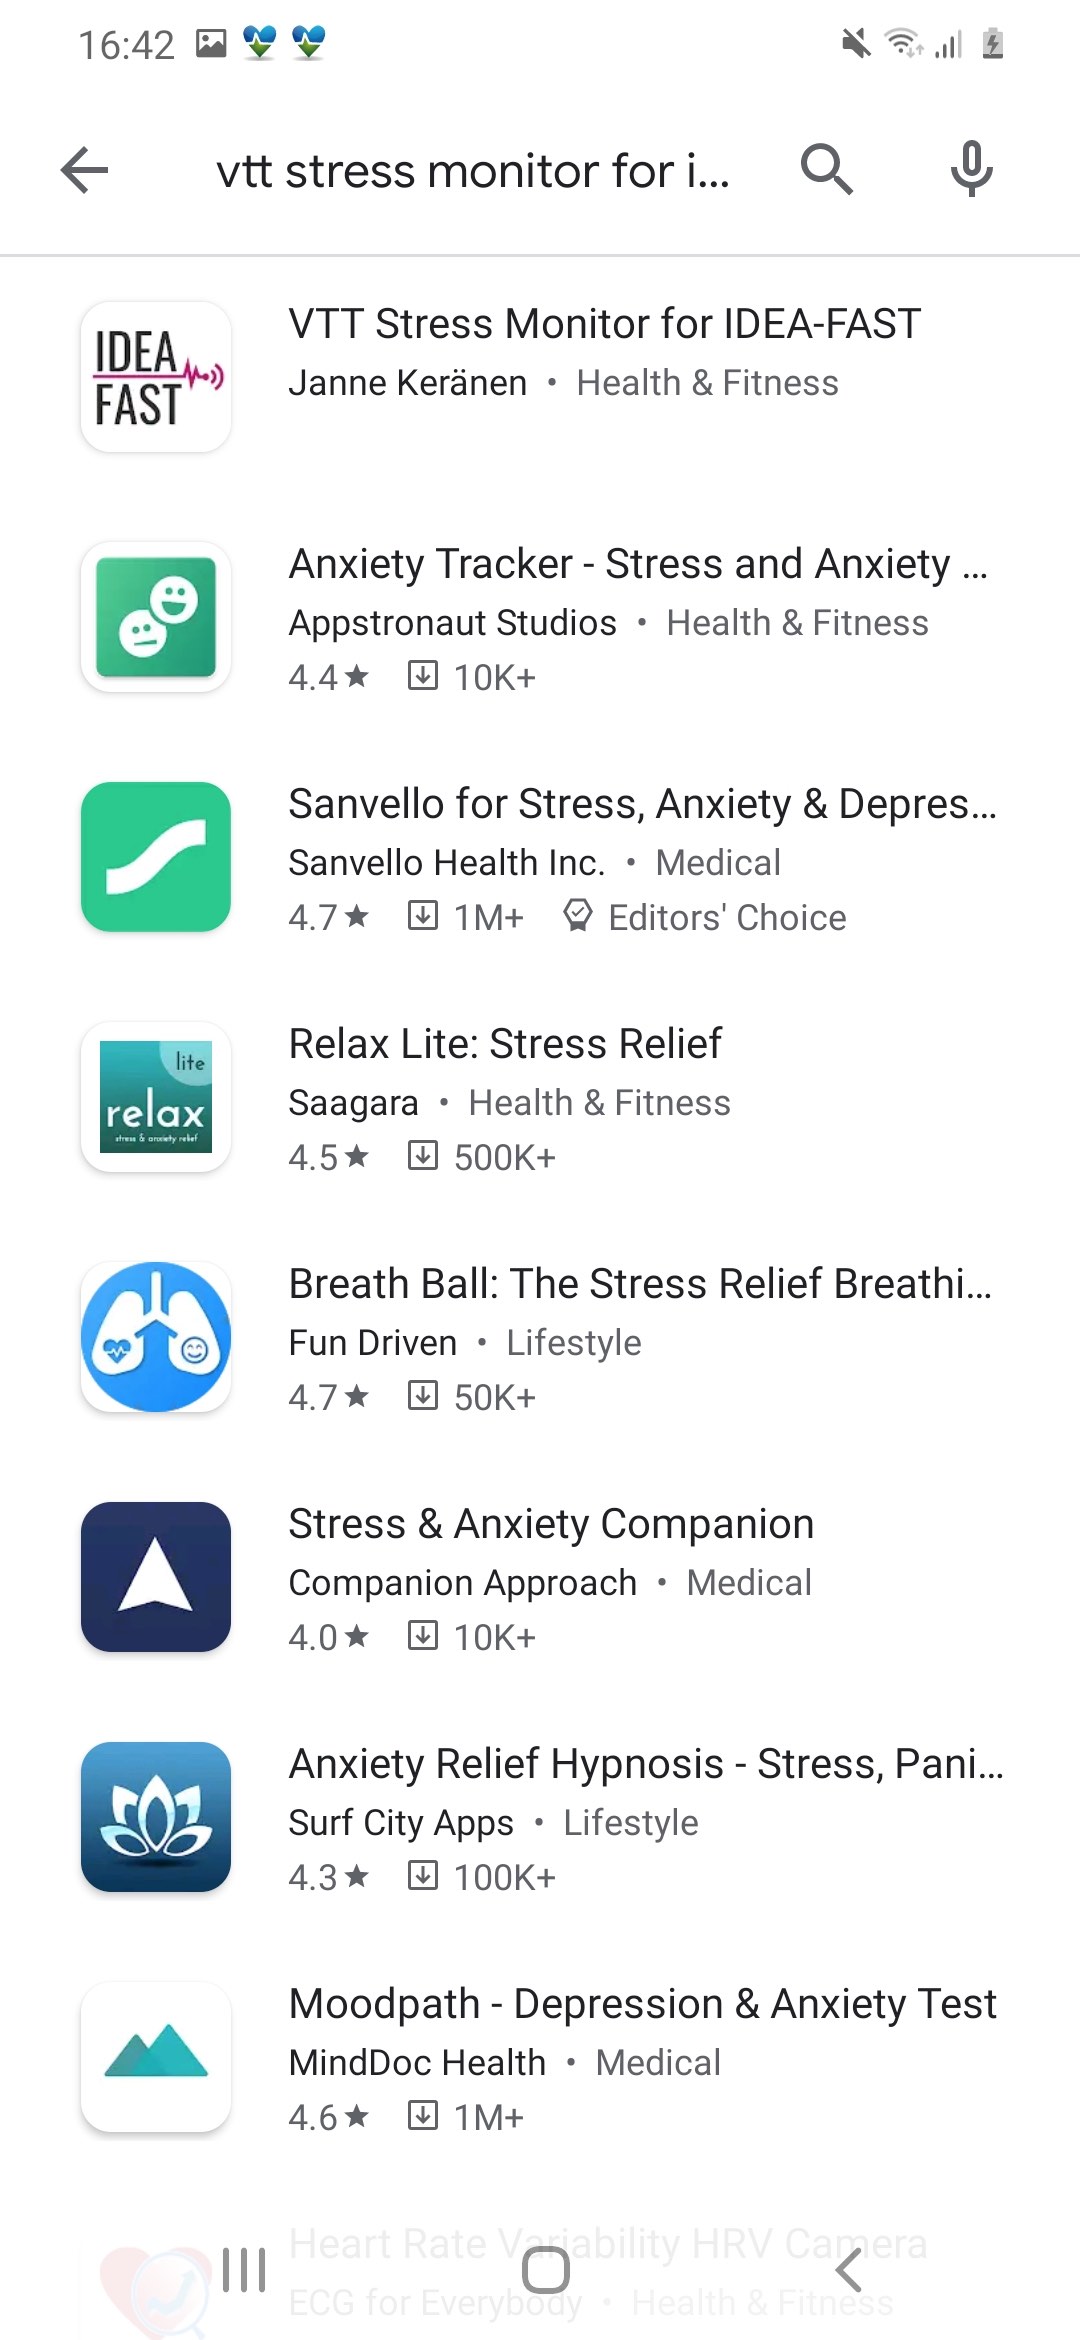 16:42
vtt stress monitor for i...
IDEA
FAST
VTT Stress Monitor for IDEA-FAST
Janne Keränen • Health & Fitness
Anxiety Tracker - Stress and Anxiety ...
Appstronaut Studios • Health & Fitness
4.4★ 10K+
Sanvello for Stress, Anxiety & Depres...
Sanvello Health Inc. • Medical
4.7★ 1M+ Editors' Choice
lite
relax
stress & anxiety relief
Relax Lite: Stress Relief
Saagara • Health & Fitness
4.5★ 500K+
Breath Ball: The Stress Relief Breathi...
Fun Driven • Lifestyle
4.7★ 50K+
Stress & Anxiety Companion
Companion Approach • Medical
4.0★ 10K+
Anxiety Relief Hypnosis - Stress, Pani...
Surf City Apps • Lifestyle
4.3★ 100K+
Moodpath - Depression & Anxiety Test
MindDoc Health • Medical
4.6★ 1M+
Heart Rate Variability HRV Camera
ECG for Everybody • Health & Fitness